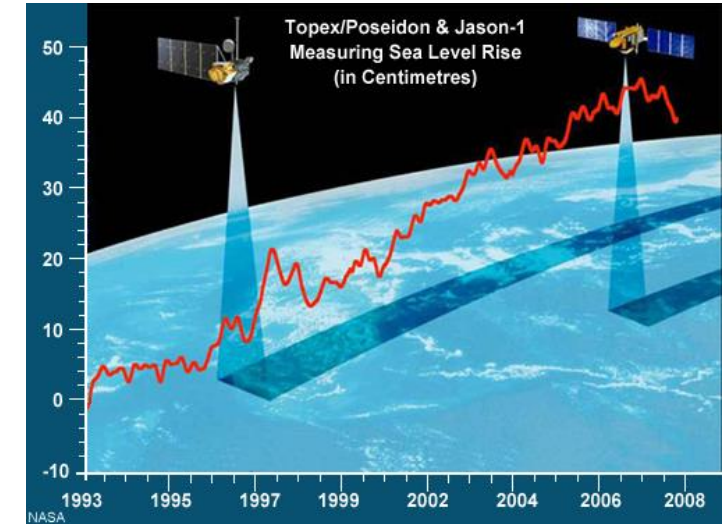 Topex/Poseidon & Jason-1
Measuring Sea Level Rise
(in Centimetres)
50
40
30
20
10
0
-10
1993 1995 1997 1999 2002 2004 2006 2008
NASA